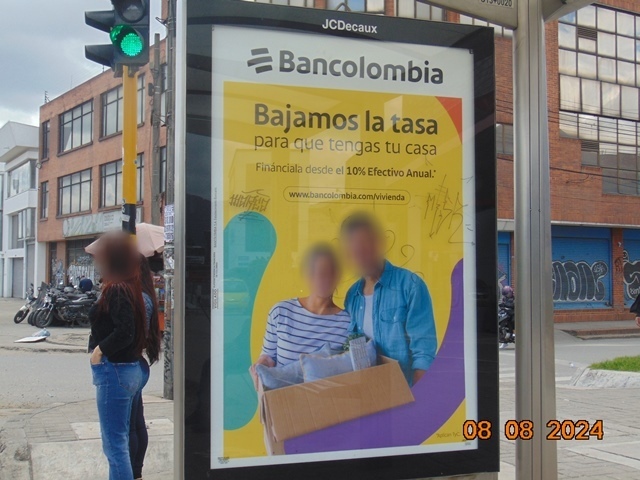 JCDecaux
Bancolombia
Bajamos la tasa
para que tengas tu casa
Fináncialo desde el 10% Efectivo Anual.*
www.bancolombia.com/vivienda
08 08 2024